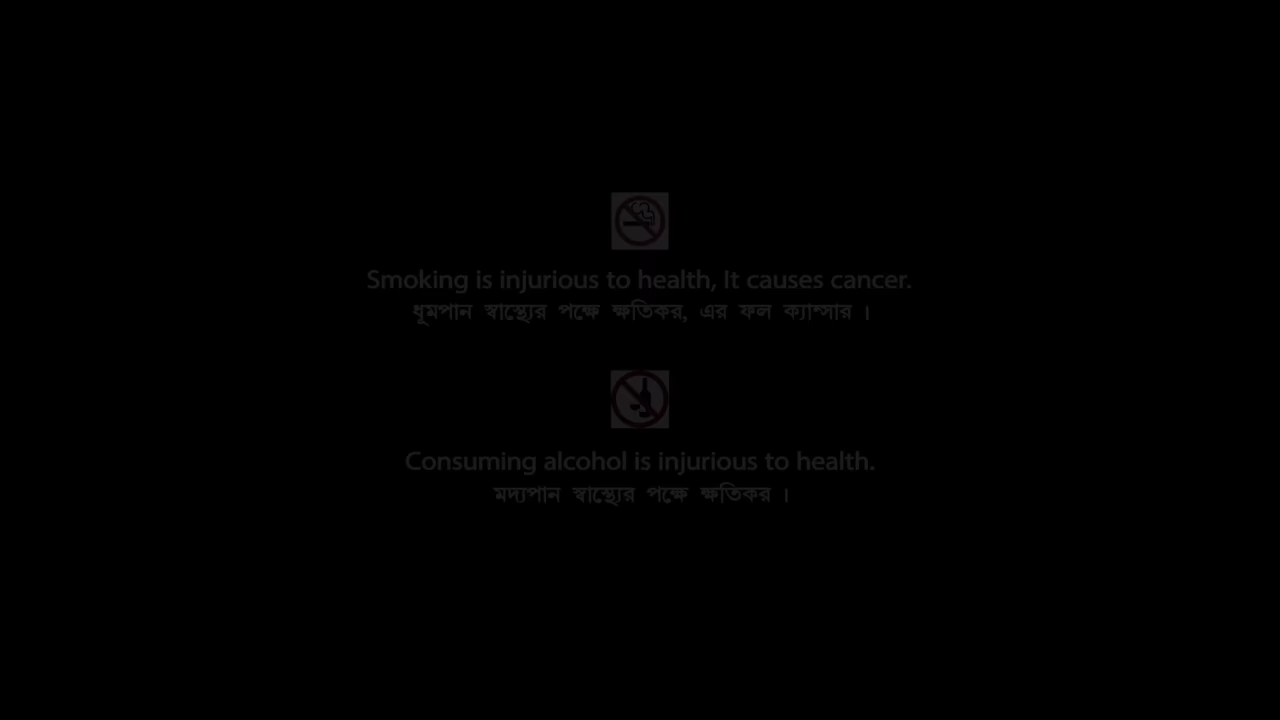 Smoking is injurious to health, It causes cancer.
ধূমপান স্বাস্থ্যের পক্ষে ক্ষতিকর, এর ফল ক্যান্সার ।
Consuming alcohol is injurious to health.
মদ্যপান স্বাস্থ্যের পক্ষে ক্ষতিকর ।